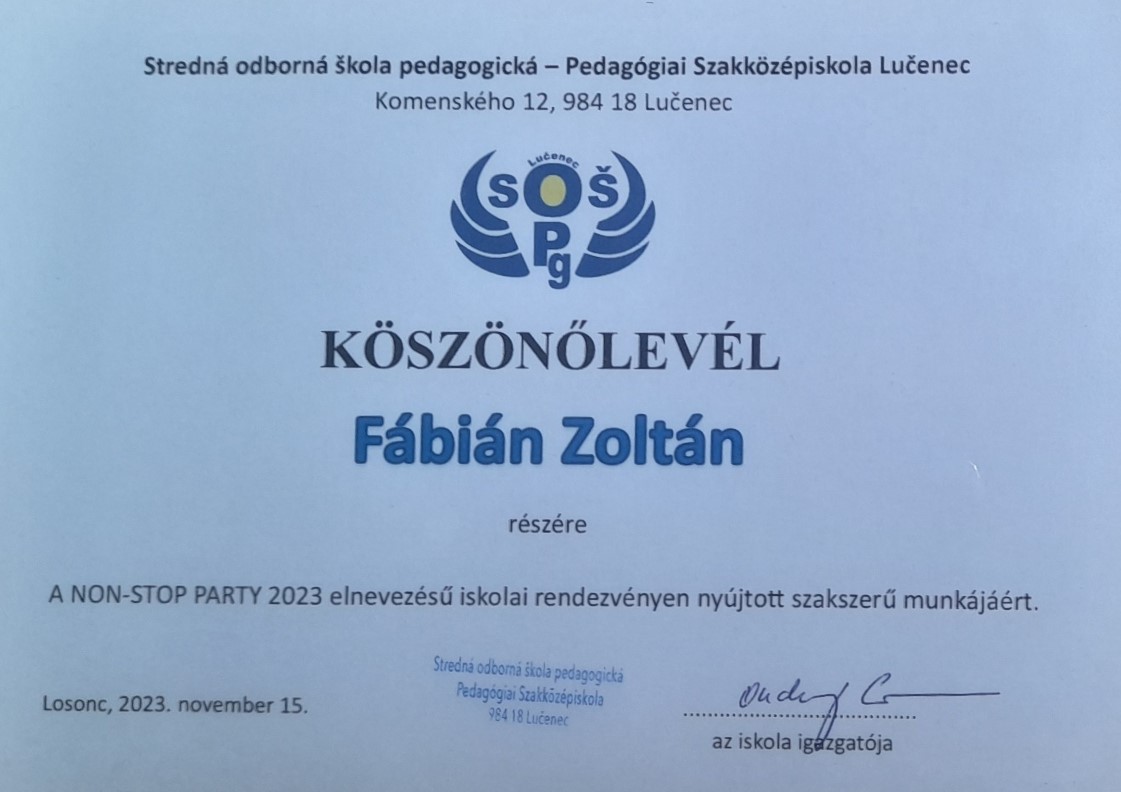 Stredná odborná škola pedagogická – Pedagógiai Szakközépiskola Lučenec
Komenského 12, 984 18 Lučenec
Lučenec
SOŠ
Pg
KÖSZÖNŐLEVÉL
Fábián Zoltán
részére
A NON-STOP PARTY 2023 elnevezésű iskolai rendezvényen nyújtott szakszerű munkájáért.
Stredná odborná škola pedagogická
Pedagógiai Szakközépiskola
984 18 Lučenec
Losonc, 2023. november 15.
az iskola igazgatója